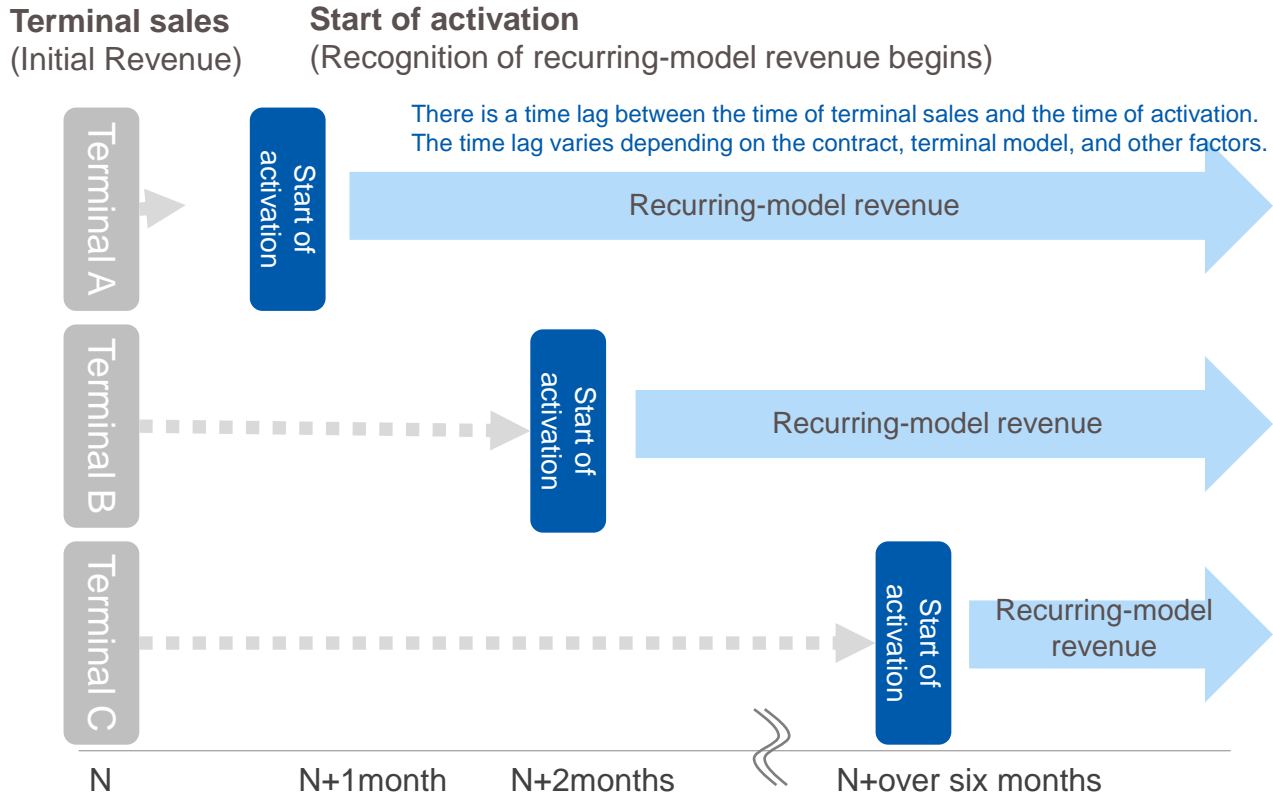 Terminal sales
(Initial Revenue)
Start of activation
(Recognition of recurring-model revenue begins)
There is a time lag between the time of terminal sales and the time of activation.
The time lag varies depending on the contract, terminal model, and other factors.
Terminal A
Start of
activation
Recurring-model revenue
Terminal B
Start of
activation
Recurring-model revenue
Terminal C
Start of
activation
Recurring-model
revenue
N
N+1month
N+2months
N+over six months